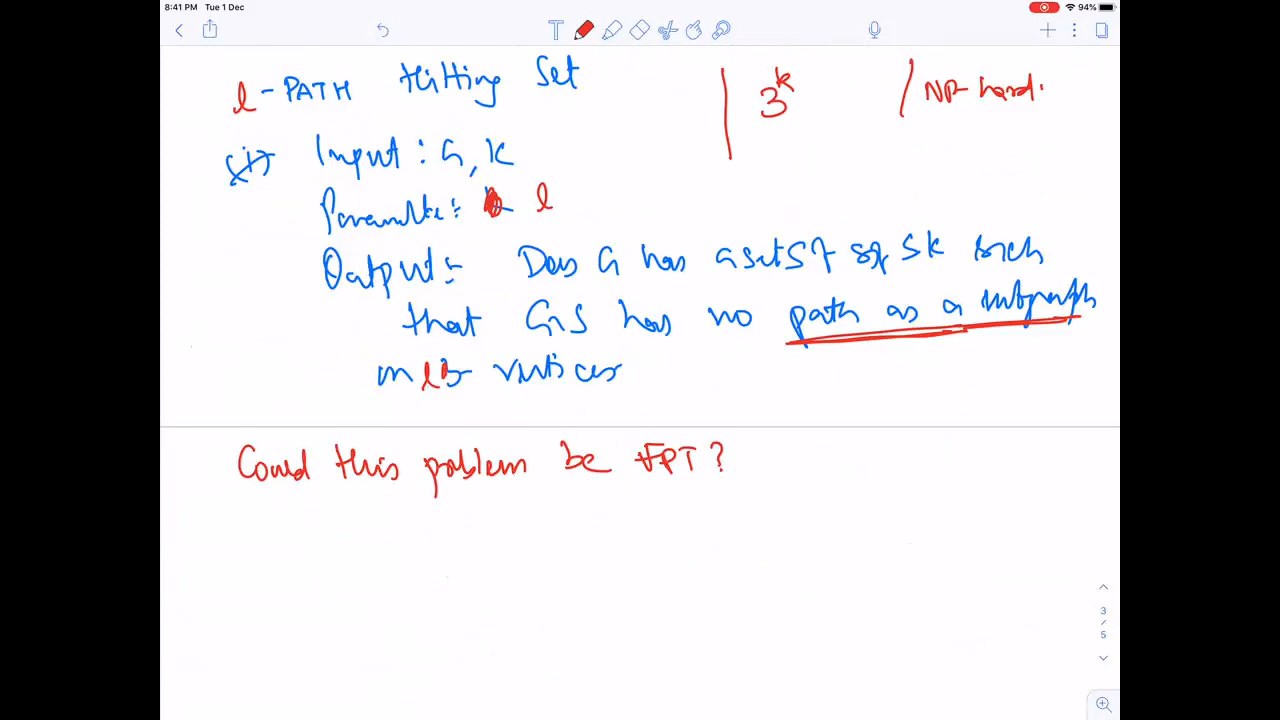 8:41 PM Tue 1 Dec
94%
l-PATH Hitting Set
3^k
NP-hard.
(i) Input: G, k
Parameter: l
Output:- Does G has a set S of size ≤ k such
that G-S has no path as a subgraph
on l vertices
Could this problem be FPT?
3
/
5